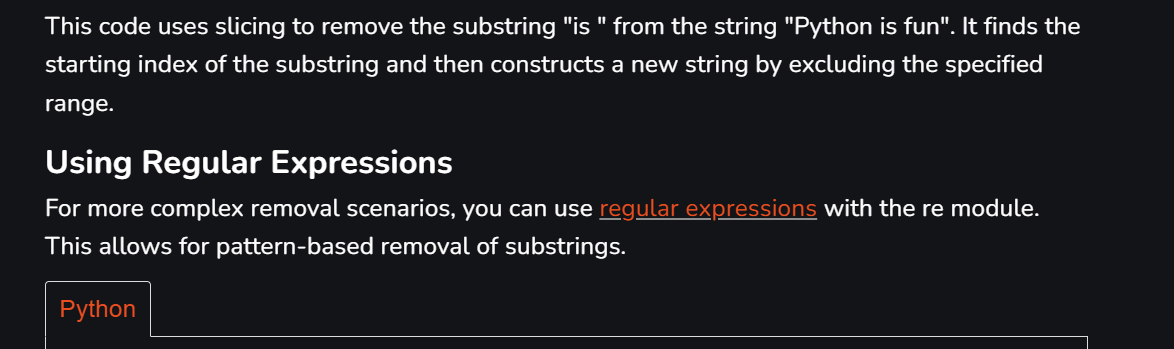 This code uses slicing to remove the substring "is " from the string "Python is fun". It finds the
starting index of the substring and then constructs a new string by excluding the specified
range.
Using Regular Expressions
For more complex removal scenarios, you can use regular expressions with the re module.
This allows for pattern-based removal of substrings.
Python